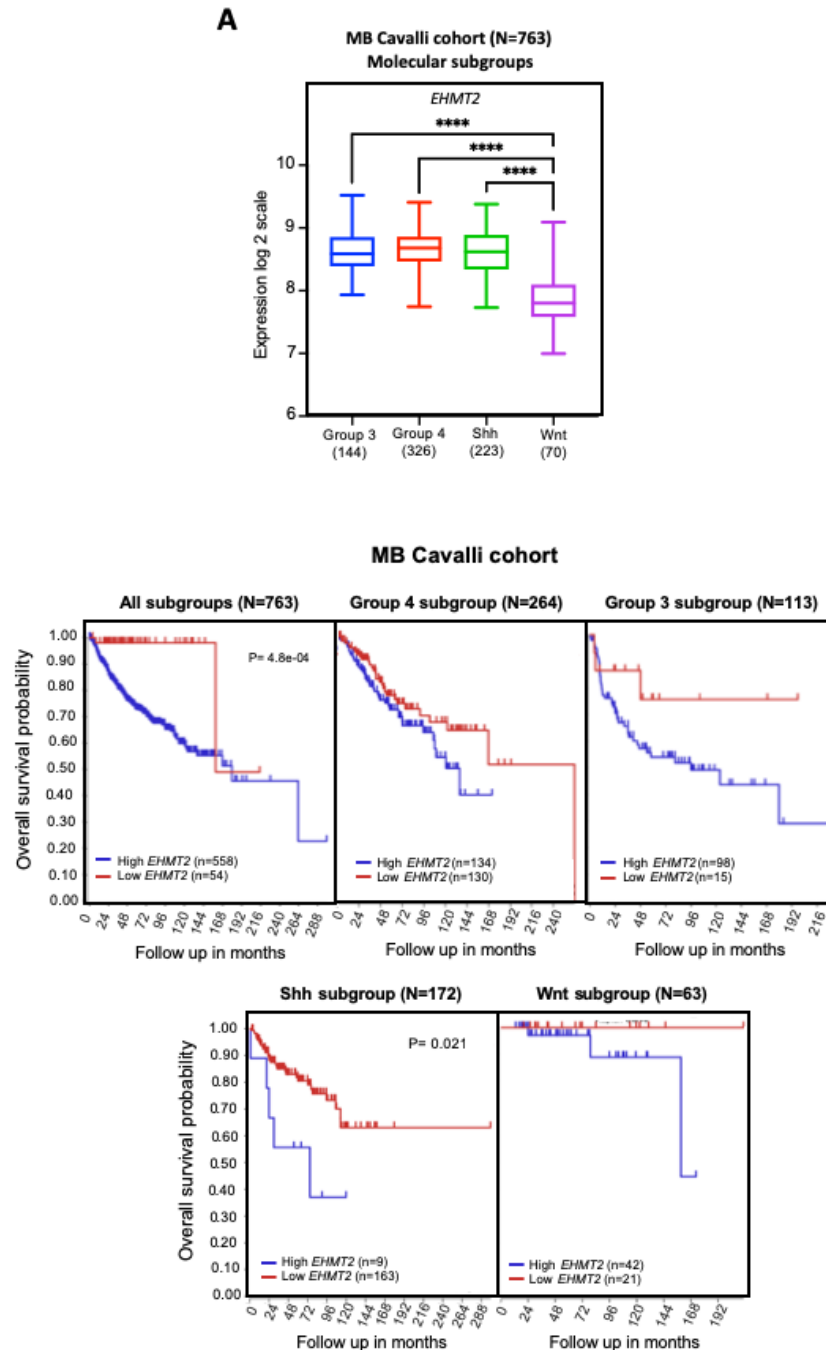 A
MB Cavalli cohort (N=763)
Molecular subgroups
EHMT2
****
****
****
Expression log 2 scale
10
9
8
7
6
Group 3 Group 4 Shh Wnt
(144) (326) (223) (70)
MB Cavalli cohort
All subgroups (N=763)
Overall survival probability
1.00
0.90
0.80
0.70
0.60
0.50
0.40
0.30
0.20
0.10
0.00
P= 4.8e-04
High EHMT2 (n=558)
Low EHMT2 (n=54)
0 24 48 72 96 120 144 168 192 216 240 264 288
Follow up in months
Group 4 subgroup (N=264)
High EHMT2 (n=134)
Low EHMT2 (n=130)
0 24 48 72 96 120 144 168 192 216 240
Follow up in months
Group 3 subgroup (N=113)
High EHMT2 (n=98)
Low EHMT2 (n=15)
0 24 48 72 96 120 144 168 192 216
Follow up in months
Shh subgroup (N=172)
Overall survival probability
1.00
0.90
0.80
0.70
0.60
0.50
0.40
0.30
0.20
0.10
0.00
P= 0.021
High EHMT2 (n=9)
Low EHMT2 (n=163)
0 24 48 72 96 120 144 168 192 216 240 264 288
Follow up in months
Wnt subgroup (N=63)
High EHMT2 (n=42)
Low EHMT2 (n=21)
0 24 48 72 96 120 144 168 192
Follow up in months